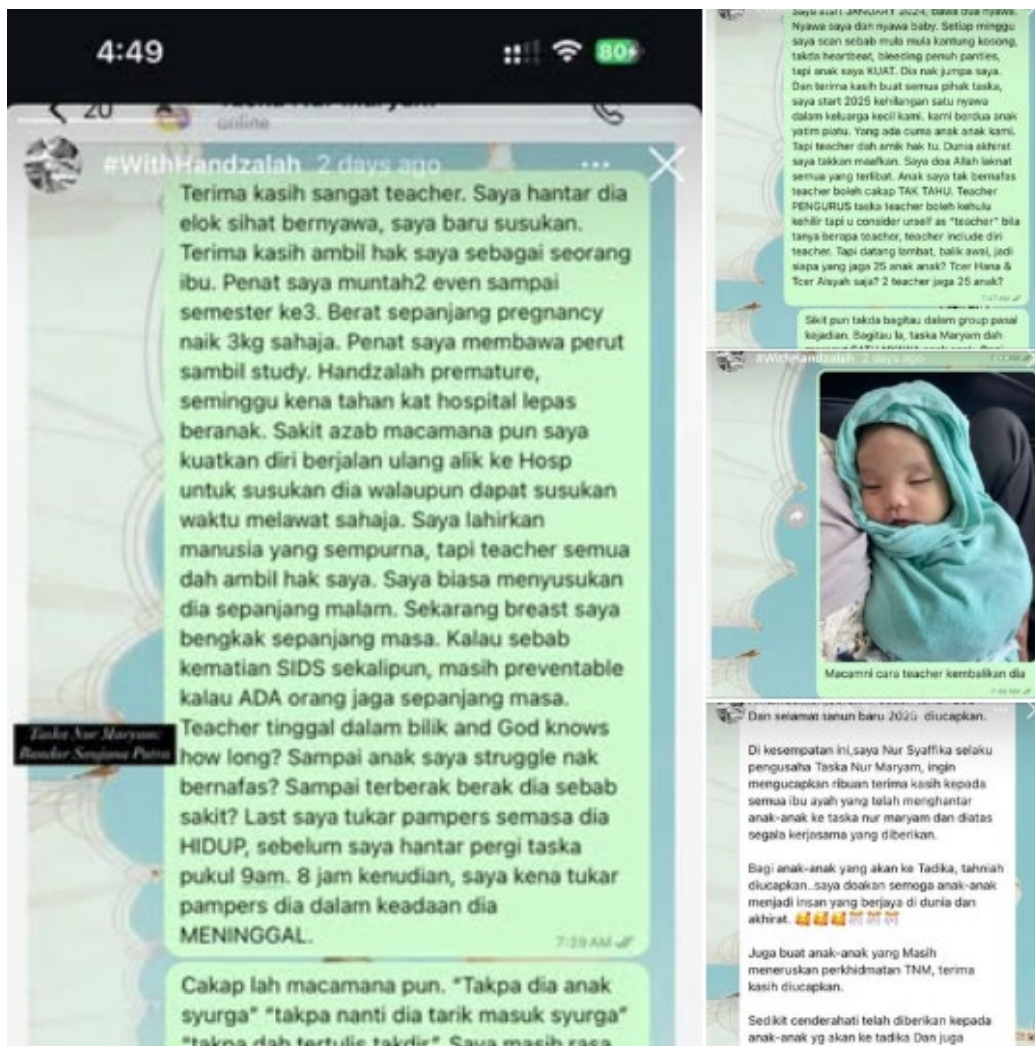 4:49
80
20
online
#WithHandzalah 2 days ago
Terima kasih sangat teacher. Saya hantar dia
elok sihat bernyawa, saya baru susukan.
Terima kasih ambil hak saya sebagai seorang
ibu. Penat saya muntah2 even sampai
semester ke3. Berat sepanjang pregnancy
naik 3kg sahaja. Penat saya membawa perut
sambil study. Handzalah premature,
seminggu kena tahan kat hospital lepas
beranak. Sakit azab macamana pun saya
kuatkan diri berjalan ulang alik ke Hosp
untuk susukan dia walaupun dapat susukan
waktu melawat sahaja. Saya lahirkan
manusia yang sempurna, tapi teacher semua
dah ambil hak saya. Saya biasa menyusukan
dia sepanjang malam. Sekarang breast saya
bengkak sepanjang masa. Kalau sebab
kematian SIDS sekalipun, masih preventable
kalau ADA orang jaga sepanjang masa.
Teacher tinggal dalam bilik and God knows
how long? Sampai anak saya struggle nak
bernafas? Sampai terberak berak dia sebab
sakit? Last saya tukar pampers semasa dia
HIDUP, sebelum saya hantar pergi taska
pukul 9am. 8 jam kenudian, saya kena tukar
pampers dia dalam keadaan dia
MENINGGAL.
7:39 AM
Taska Nur Maryam:
Bandar Saujana Putra
Cakap lah macamana pun. "Takpa dia anak
syurga" "takpa nanti dia tarik masuk syurga"
"takpa dah tertulis takdir". Saya masih rasa
saya start JANUARY 2024, bawa dua nyawa.
Nyawa saya dan nyawa baby. Setiap minggu
saya scan sebab mula mula kantung kosong,
takda heartbeat, bleeding penuh panties,
tapi anak saya KUAT. Dia nak jumpa saya.
Dan terima kasih buat semua pihak taska,
saya start 2025 kehilangan satu nyawa
dalam keluarga kecil kami. kami berdua anak
yatim piatu. Yang ada cuma anak anak kami.
Tapi teacher dah amik hak tu. Dunia akhirat
saya takkan maafkan. Saya doa Allah laknat
semua yang terlibat. Anak saya tak bernafas
teacher boleh cakap TAK TAHU. Teacher
PENGURUS taska teacher boleh kehulu
kehilir tapi u consider urself as "teacher" bila
tanya berapa teacher, teacher include diri
teacher. Tapi datang lambat, balik awal, jadi
siapa yang jaga 25 anak anak? Tcer Hana &
Tcer Aisyah saja? 2 teacher jaga 25 anak?
7:47 AM
Sikit pun takda bagitau dalam group pasal
kejadian. Bagitau la, taska Maryam dah
#WithHandzalah 2 days ago
Macamni cara teacher kembalikan dia
Dan selamat tahun baru 2025 diucapkan.
Di kesempatan ini,saya Nur Syaffika selaku
pengusaha Taska Nur Maryam, ingin
mengucapkan ribuan terima kasih kepada
semua ibu ayah yang telah menghantar
anak-anak ke taska nur maryam dan diatas
segala kerjasama yang diberikan.
Bagi anak-anak yang akan ke Tadika, tahniah
diucapkan..saya doakan semoga anak-anak
menjadi insan yang berjaya di dunia dan
akhirat. 🥰🥰🥰
Juga buat anak-anak yang Masih
meneruskan perkhidmatan TNM, terima
kasih diucapkan.
Sedikit cenderahati telah diberikan kepada
anak-anak yg akan ke tadika Dan juga